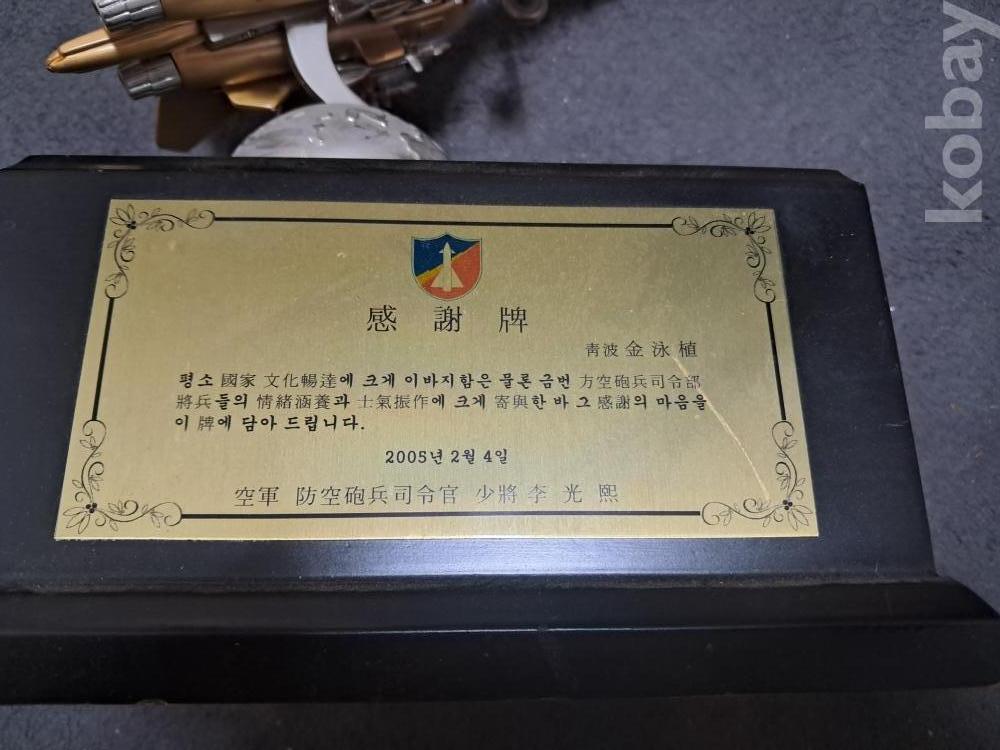 感謝牌
靑波 金泳植
평소 國家 文化暢達에 크게 이바지함은 물론 금번 方空砲兵司令部
將兵들의 情緖涵養과 士氣振作에 크게 寄與한 바 그 感謝의 마음을
이 牌에 담아 드립니다.
2005년 2월 4일
空軍 防空砲兵司令官 少將 李光熙
kobay